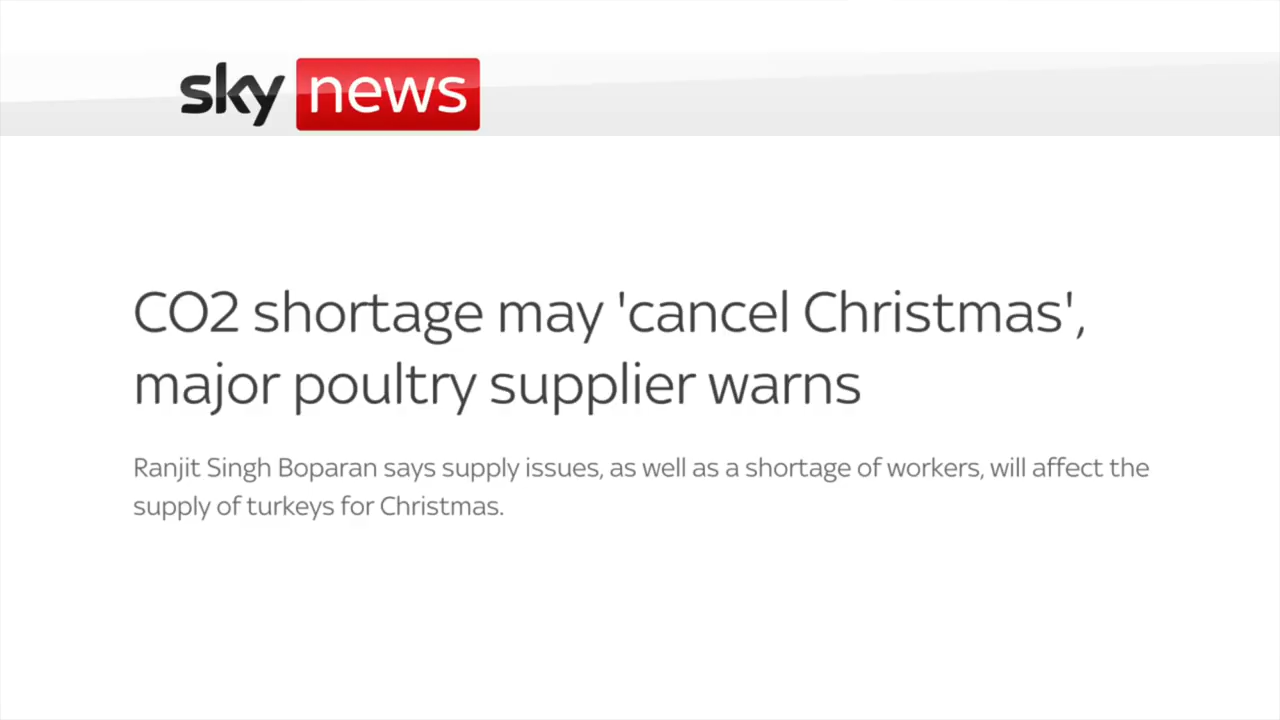 sky news
CO2 shortage may 'cancel Christmas',
major poultry supplier warns
Ranjit Singh Boparan says supply issues, as well as a shortage of workers, will affect the
supply of turkeys for Christmas.